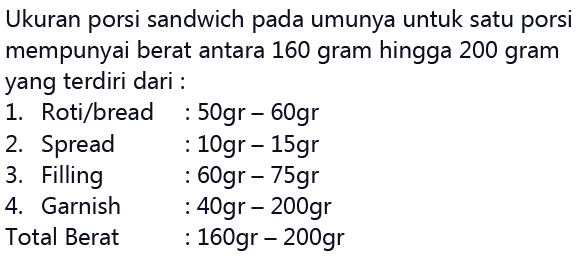 Ukuran porsi sandwich pada umunya untuk satu porsi
mempunyai berat antara 160 gram hingga 200 gram
yang terdiri dari :
1. Roti/bread : 50gr – 60gr
2. Spread : 10gr – 15gr
3. Filling : 60gr – 75gr
4. Garnish : 40gr – 200gr
Total Berat : 160gr – 200gr